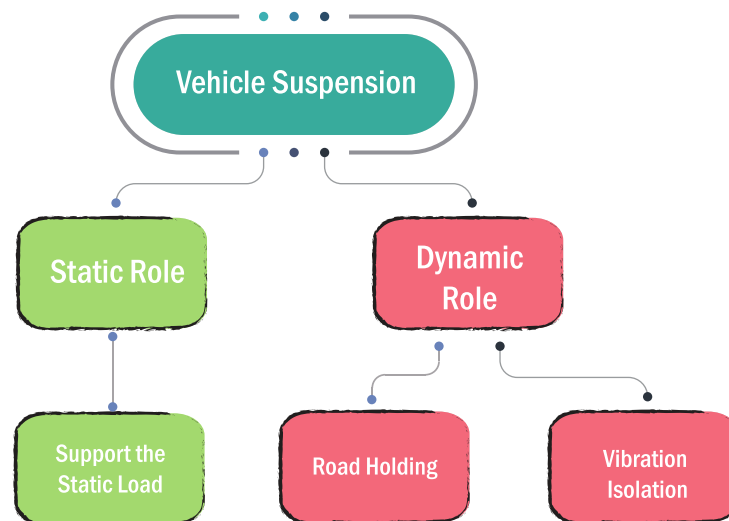 Vehicle Suspension
Static Role
Dynamic
Role
Support the
Static Load
Road Holding
Vibration
Isolation